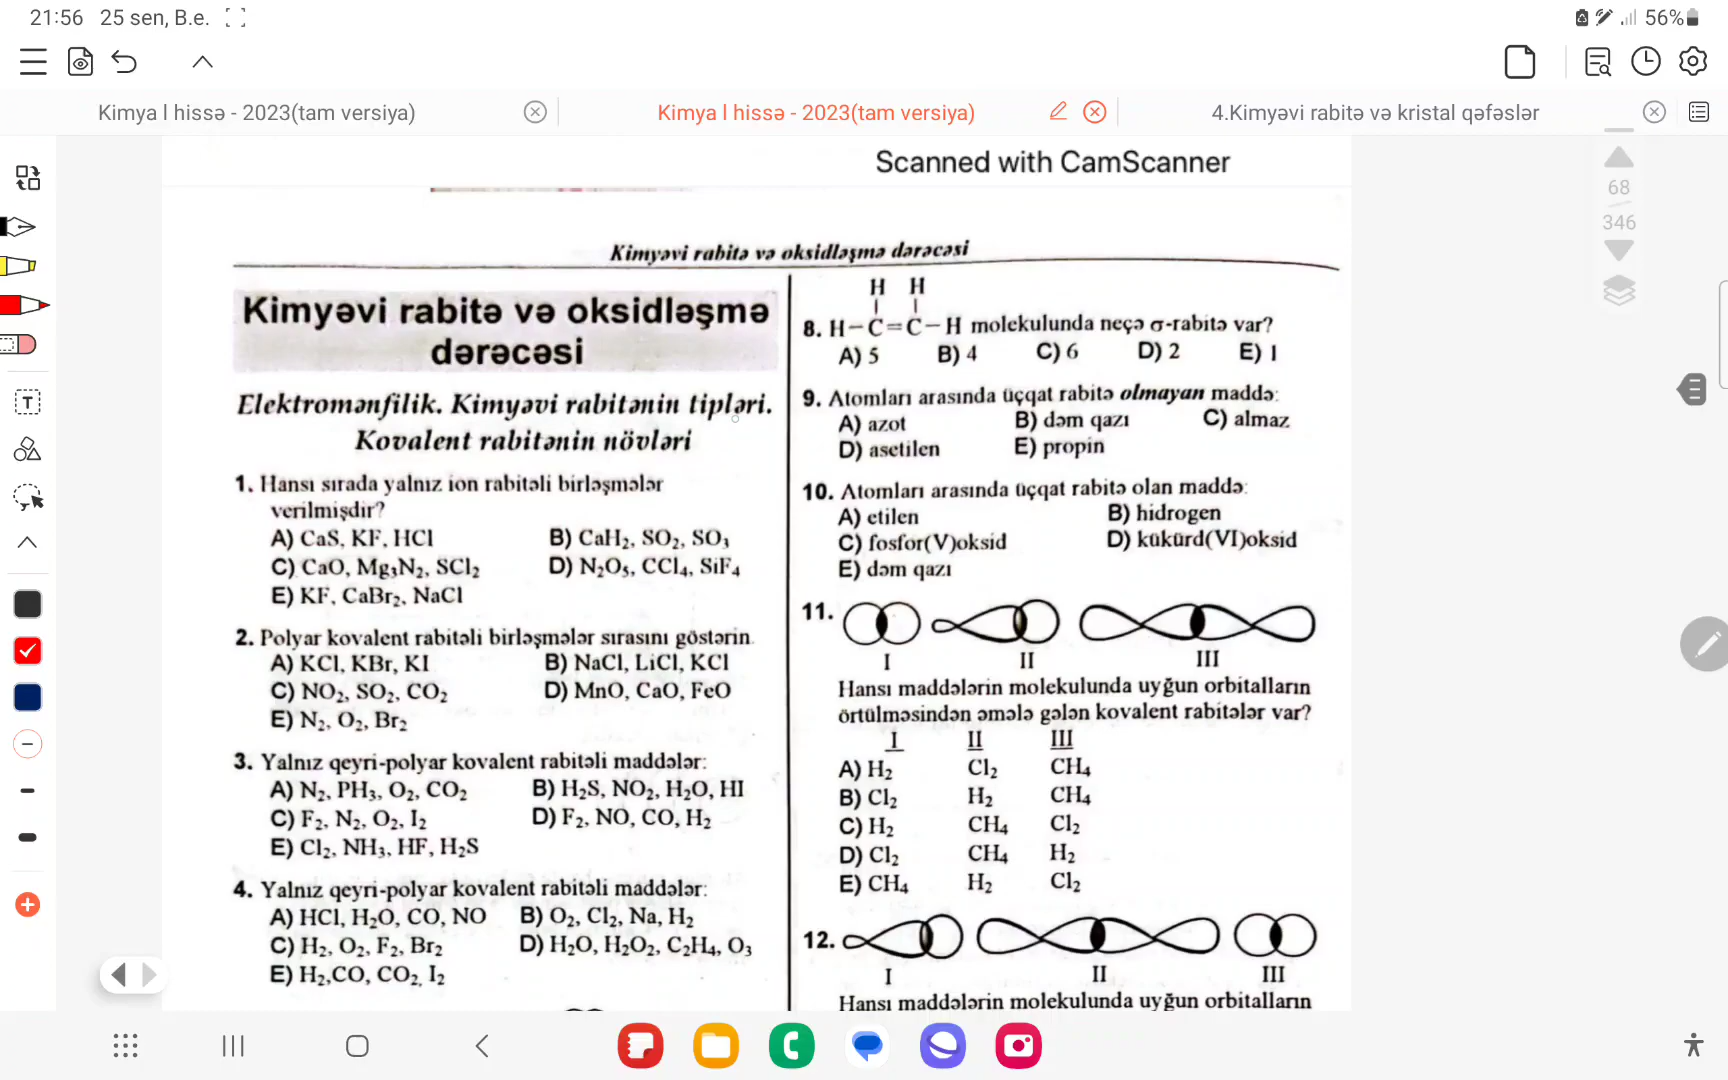 21:56 25 sen, B.e.
56%
Kimya I hissə - 2023(tam versiya)
Kimya I hissə - 2023(tam versiya)
4.Kimyəvi rabitə və kristal qəfəslər
Scanned with CamScanner
68
346
Kimyəvi rabitə və oksidləşmə dərəcəsi
Kimyəvi rabitə və oksidləşmə
dərəcəsi
Elektromənfilik. Kimyəvi rabitənin tipləri.
Kovalent rabitənin növləri
1. Hansı sırada yalnız ion rabitəli birləşmələr
verilmişdir?
A) CaS, KF, HCl B) CaH₂, SO₂, SO₃
C) CaO, Mg₃N₂, SCl₂ D) N₂O₅, CCl₄, SiF₄
E) KF, CaBr₂, NaCl
2. Polyar kovalent rabitəli birləşmələr sırasını göstərin.
A) KCl, KBr, KI B) NaCl, LiCl, KCl
C) NO₂, SO₂, CO₂ D) MnO, CaO, FeO
E) N₂, O₂, Br₂
3. Yalnız qeyri-polyar kovalent rabitəli maddələr:
A) N₂, PH₃, O₂, CO₂ B) H₂S, NO₂, H₂O, HI
C) F₂, N₂, O₂, I₂ D) F₂, NO, CO, H₂
E) Cl₂, NH₃, HF, H₂S
4. Yalnız qeyri-polyar kovalent rabitəli maddələr:
A) HCl, H₂O, CO, NO B) O₂, Cl₂, Na, H₂
C) H₂, O₂, F₂, Br₂ D) H₂O, H₂O₂, C₂H₄, O₃
E) H₂,CO, CO₂, I₂
H H
8. H–C=C–H molekulunda neçə σ-rabitə var?
A) 5 B) 4 C) 6 D) 2 E) 1
9. Atomları arasında üçqat rabitə olmayan maddə:
A) azot B) dəm qazı C) almaz
D) asetilen E) propin
10. Atomları arasında üçqat rabitə olan maddə:
A) etilen B) hidrogen
C) fosfor(V)oksid D) kükürd(VI)oksid
E) dəm qazı
11.
I II III
Hansı maddələrin molekulunda uyğun orbitalların
örtülməsindən əmələ gələn kovalent rabitələr var?
I II III
A) H₂ Cl₂ CH₄
B) Cl₂ H₂ CH₄
C) H₂ CH₄ Cl₂
D) Cl₂ CH₄ H₂
E) CH₄ H₂ Cl₂
12.
I II III
Hansı maddələrin molekulunda uyğun orbitalların